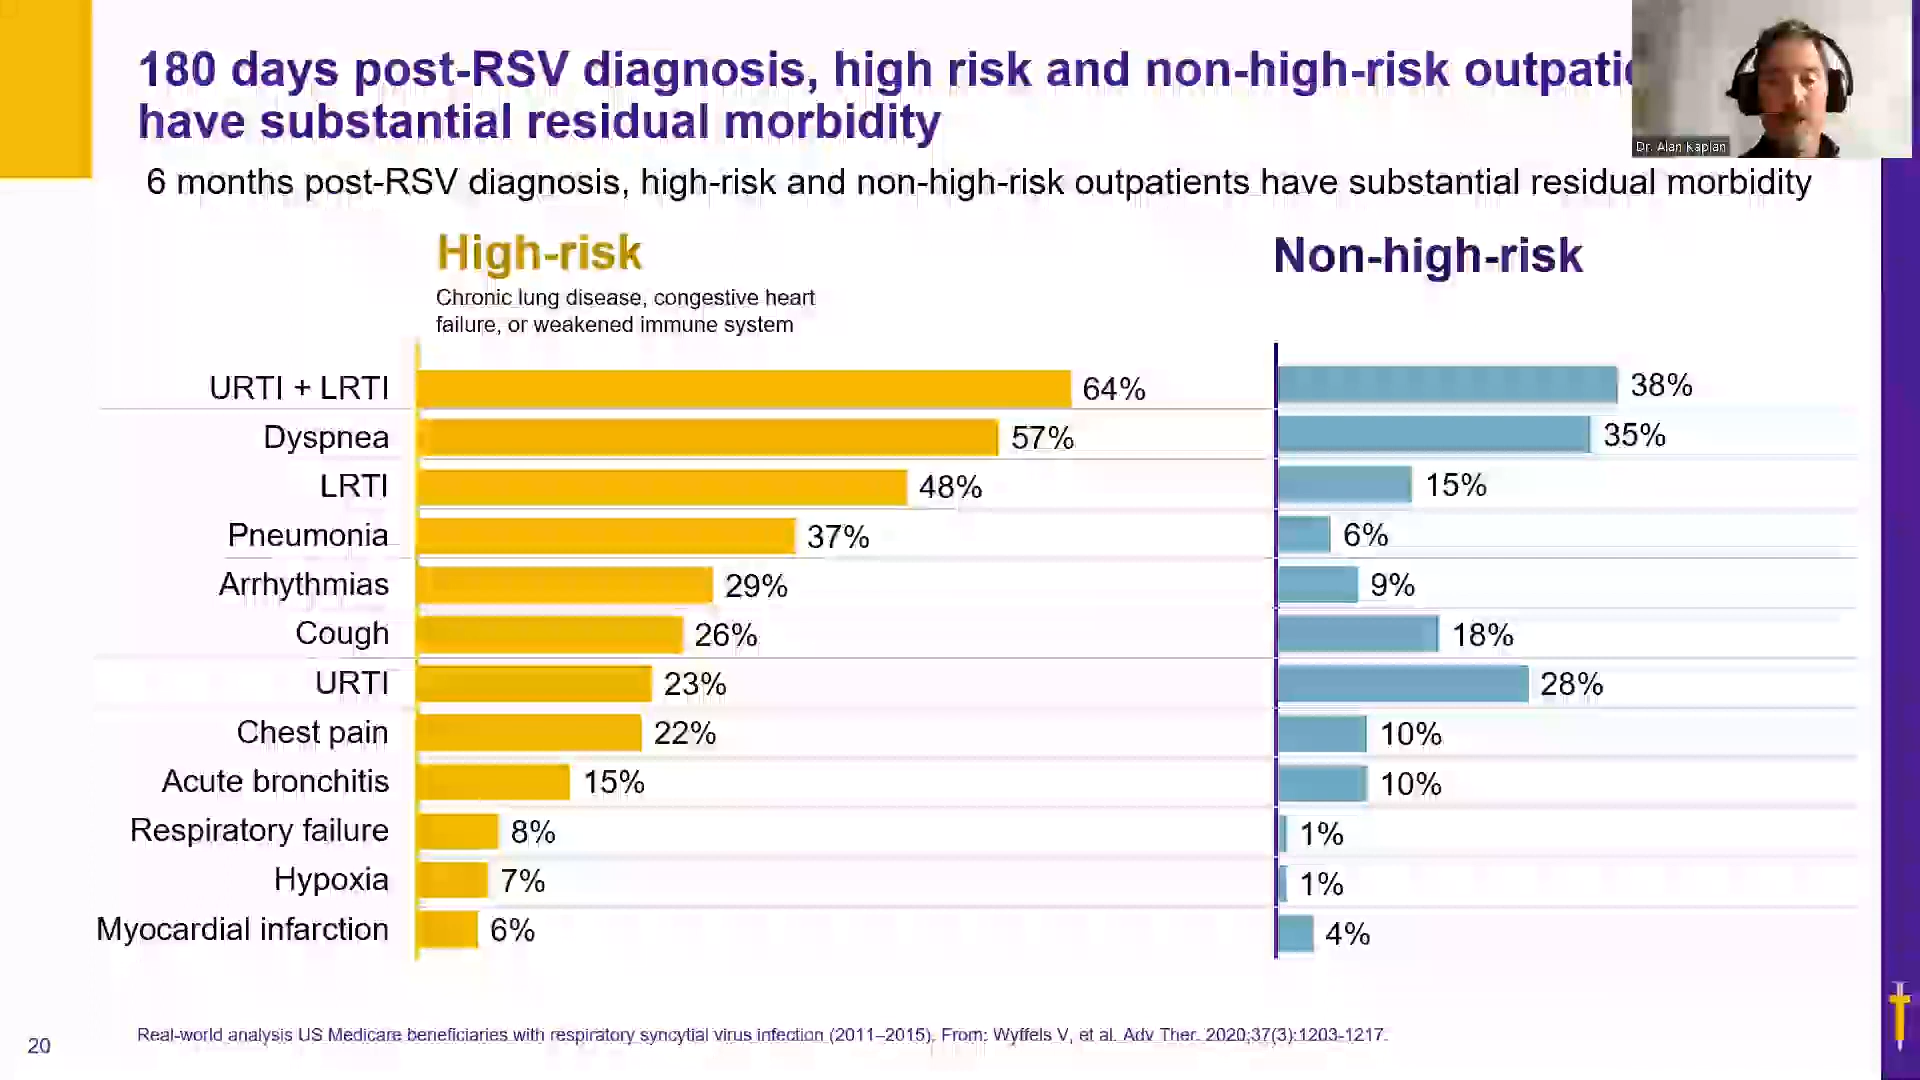 180 days post-RSV diagnosis, high risk and non-high-risk
have substantial residual morbidity
Dr. Alan Kaplan
6 months post-RSV diagnosis, high-risk and non-high-risk outpatients have substantial residual morbidity
High-risk
Non-high-risk
Chronic lung disease, congestive heart
failure, or weakened immune system
URTI + LRTI 64% 38%
Dyspnea 57% 35%
LRTI 48% 15%
Pneumonia 37% 6%
Arrhythmias 29% 9%
Cough 26% 18%
URTI 23% 28%
Chest pain 22% 10%
Acute bronchitis 15% 10%
Respiratory failure 8% 1%
Hypoxia 7% 1%
Myocardial infarction 6% 4%
Real-world analysis US Medicare beneficiaries with respiratory syncytial virus infection (2011–2015). From: Wyffels V, et al. Adv Ther. 2020;37(3):1203-1217.
20